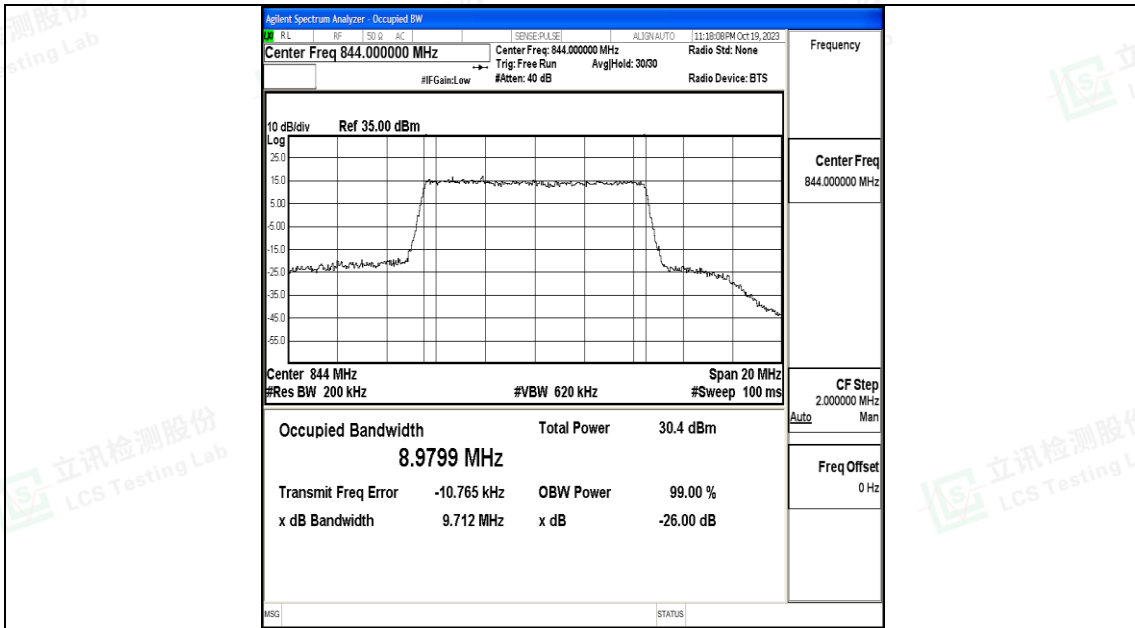 Agilent Spectrum Analyzer - Occupied BW
RL RF 50 Ω AC SENSE:PULSE ALIGN AUTO 11:18:08PM Oct 19, 2023
Center Freq 844.000000 MHz
Center Freq: 844.000000 MHz Radio Std: None
Trig: Free Run Avg|Hold: 30/30
#IFGain:Low #Atten: 40 dB Radio Device: BTS
10 dB/div Ref 35.00 dBm
Log
25.0
15.0
5.00
-5.00
-15.0
-25.0
-35.0
-45.0
-55.0
Center 844 MHz Span 20 MHz
#Res BW 200 kHz #VBW 620 kHz #Sweep 100 ms
Occupied Bandwidth Total Power 30.4 dBm
8.9799 MHz
Transmit Freq Error -10.765 kHz OBW Power 99.00 %
x dB Bandwidth 9.712 MHz x dB -26.00 dB
MSG STATUS
Frequency
Center Freq
844.000000 MHz
CF Step
2.000000 MHz
Auto Man
Freq Offset
0 Hz
立讯检测股份
LCS Testing Lab
立讯检测股份